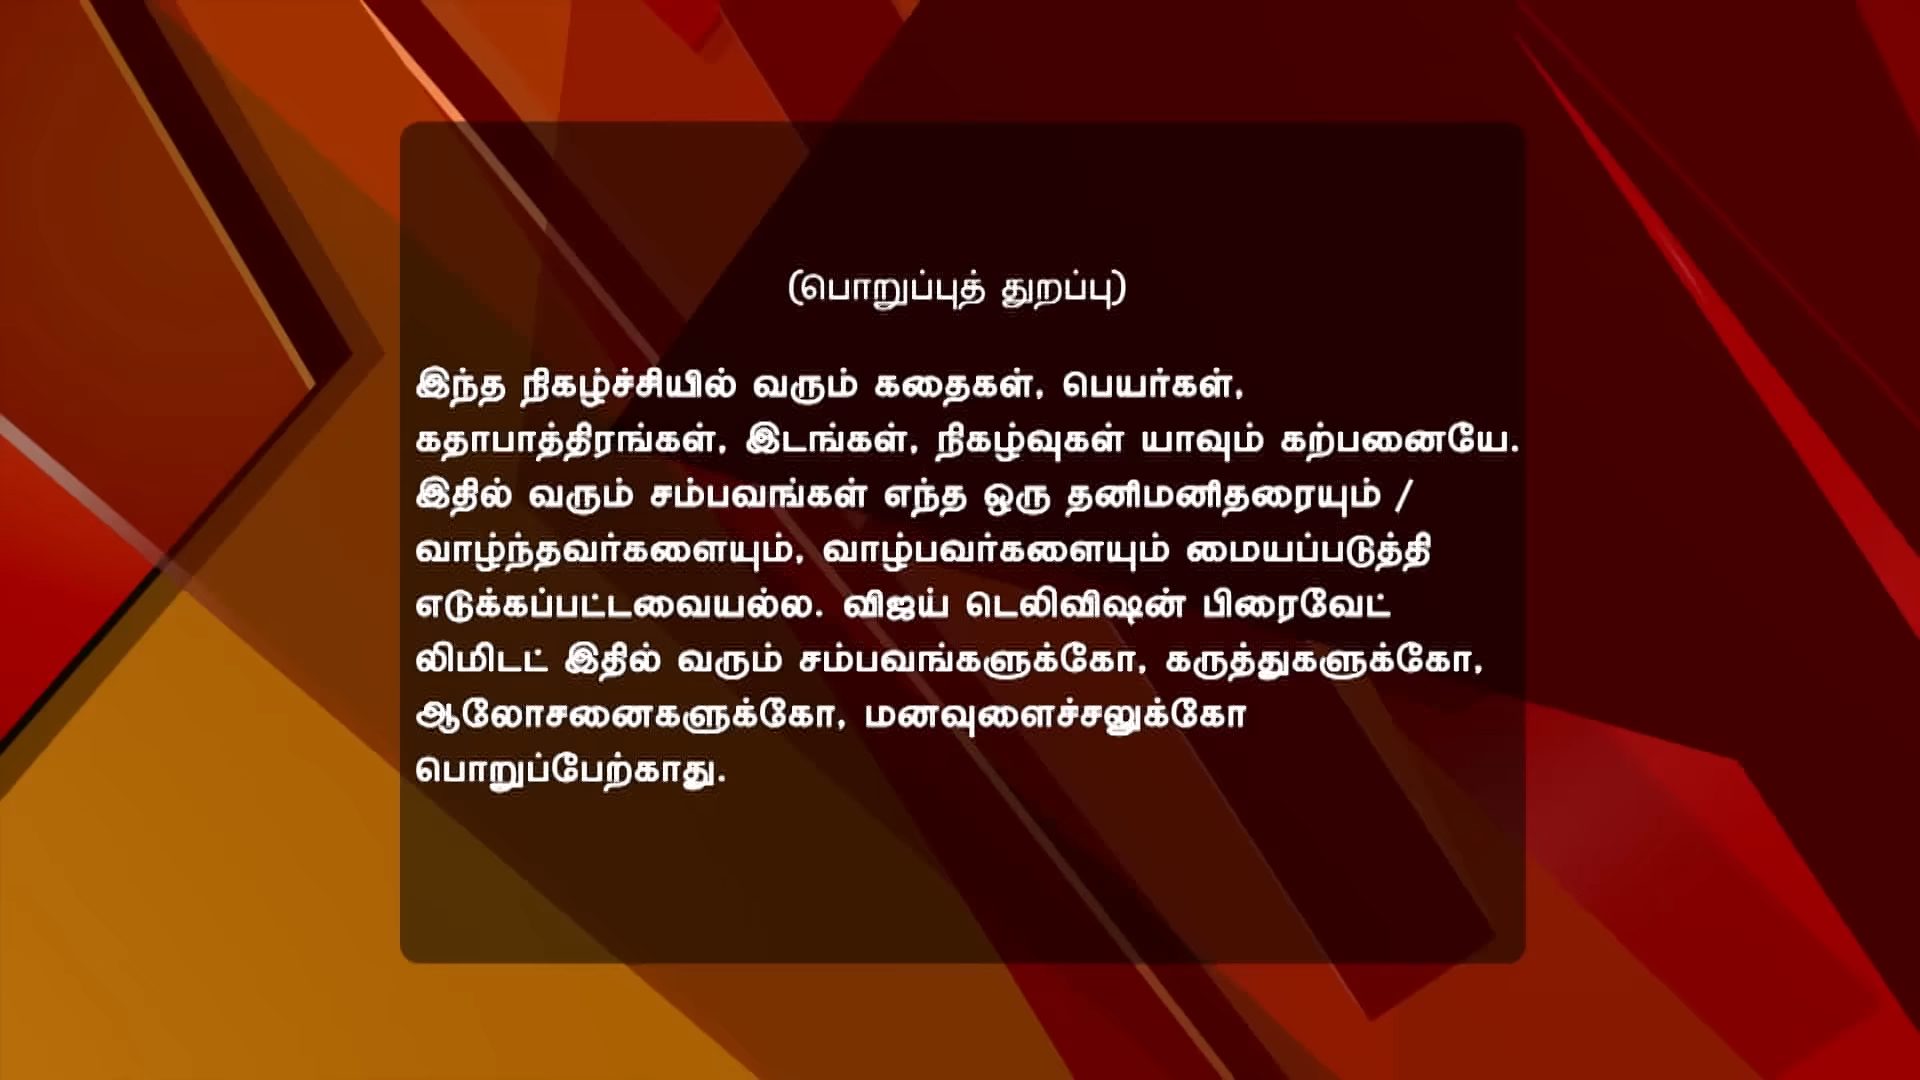 (பொறுப்புத் துறப்பு)
இந்த நிகழ்ச்சியில் வரும் கதைகள், பெயர்கள்,
கதாபாத்திரங்கள், இடங்கள், நிகழ்வுகள் யாவும் கற்பனையே.
இதில் வரும் சம்பவங்கள் எந்த ஒரு தனிமனிதரையும் /
வாழ்ந்தவர்களையும், வாழ்பவர்களையும் மையப்படுத்தி
எடுக்கப்பட்டவையல்ல. விஜய் டெலிவிஷன் பிரைவேட்
லிமிடட் இதில் வரும் சம்பவங்களுக்கோ, கருத்துகளுக்கோ,
ஆலோசனைகளுக்கோ, மனவுளைச்சலுக்கோ
பொறுப்பேற்காது.